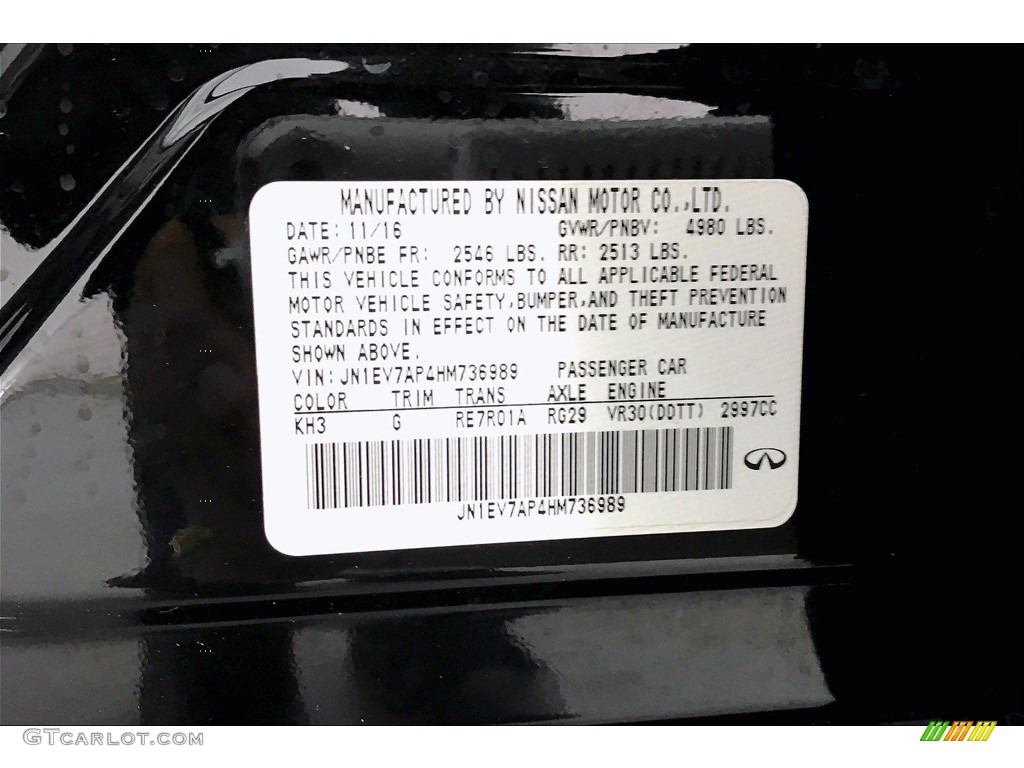 MANUFACTURED BY NISSAN MOTOR CO.,LTD.
DATE: 11/16 GVWR/PNBV: 4980 LBS.
GAWR/PNBE FR: 2546 LBS. RR: 2513 LBS.
THIS VEHICLE CONFORMS TO ALL APPLICABLE FEDERAL
MOTOR VEHICLE SAFETY,BUMPER,AND THEFT PREVENTION
STANDARDS IN EFFECT ON THE DATE OF MANUFACTURE
SHOWN ABOVE.
VIN:JN1EV7AP4HM736989 PASSENGER CAR
COLOR TRIM TRANS AXLE ENGINE
KH3 G RE7R01A RG29 VR30(DDTT) 2997CC
JN1EV7AP4HM736989
GTCARLOT.COM